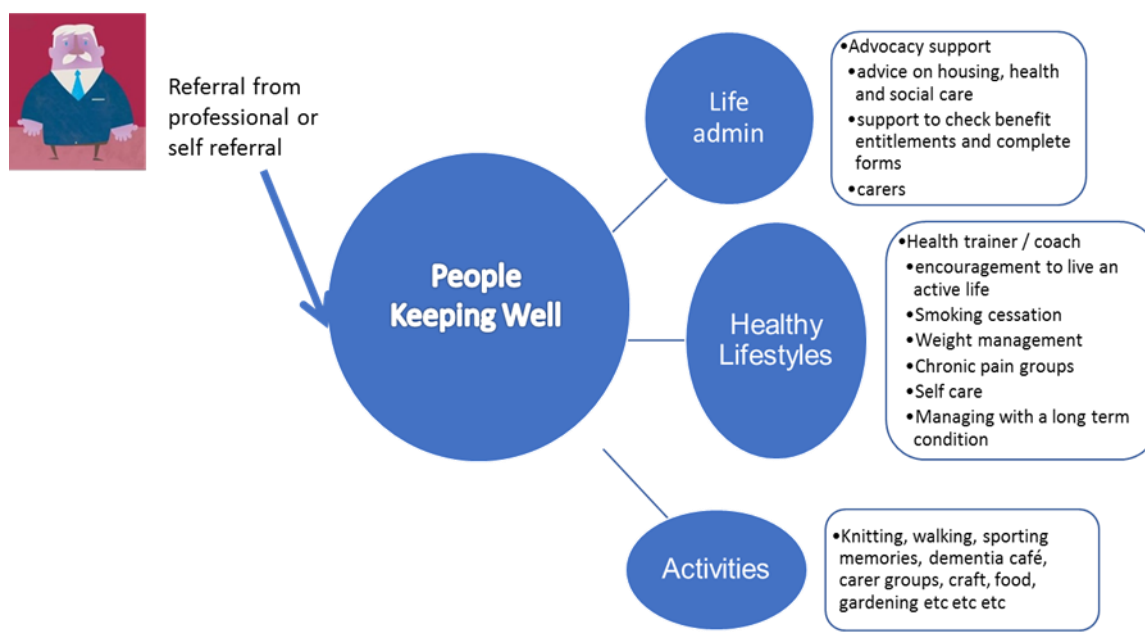 Referral from
professional or
self referral
People
Keeping Well
Life
admin
•Advocacy support
•advice on housing, health
and social care
•support to check benefit
entitlements and complete
forms
•carers
Healthy
Lifestyles
•Health trainer / coach
•encouragement to live an
active life
•Smoking cessation
•Weight management
•Chronic pain groups
•Self care
•Managing with a long term
condition
Activities
•Knitting, walking, sporting
memories, dementia café,
carer groups, craft, food,
gardening etc etc etc